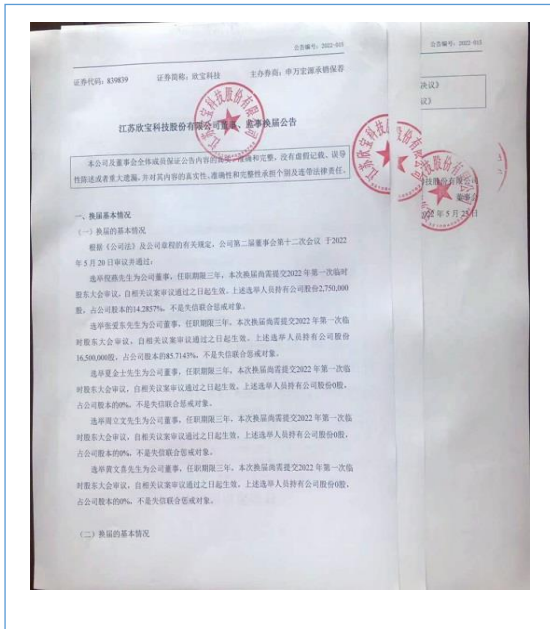 公告编号：2022-015
证券代码：839839 证券简称：欣宝科技 主办券商：申万宏源承销保荐
江苏欣宝科技股份有限公司董事、监事换届公告
本公司及董事会全体成员保证公告内容的真实、准确和完整，没有虚假记载、误导
性陈述或者重大遗漏，并对其内容的真实性、准确性和完整性承担个别及连带法律责任。
一、换届基本情况
（一）换届的基本情况
根据《公司法》及公司章程的有关规定，公司第二届董事会第十二次会议 于2022
年 5 月 20 日审议并通过：
选举倪燕先生为公司董事，任职期限三年，本次换届尚需提交2022 年第一次临时
股东大会审议，自相关议案审议通过之日起生效。上述选举人员持有公司股份2,750,000
股，占公司股本的14.2857%，不是失信联合惩戒对象。
选举张爱东先生为公司董事，任职期限三年，本次换届尚需提交2022 年第一次临
时股东大会审议，自相关议案审议通过之日起生效。上述选举人员持有公司股份
16,500,000股，占公司股本的85.7143%，不是失信联合惩戒对象。
选举夏金士先生为公司董事，任职期限三年，本次换届尚需提交2022 年第一次临
时股东大会审议，自相关议案审议通过之日起生效。上述选举人员持有公司股份0股，
占公司股本的0%，不是失信联合惩戒对象。
选举周立文先生为公司董事，任职期限三年，本次换届尚需提交2022 年第一次临
时股东大会审议，自相关议案审议通过之日起生效。上述选举人员持有公司股份0股，
占公司股本的0%，不是失信联合惩戒对象。
选举黄文喜先生为公司董事，任职期限三年，本次换届尚需提交2022 年第一次临
时股东大会审议，自相关议案审议通过之日起生效。上述选举人员持有公司股份0股，
占公司股本的0%，不是失信联合惩戒对象。
（二）换届的基本情况
公告编号：2022-015
决议》
议》
科技股份有限公司
董事会
2022 年 5 月 23 日